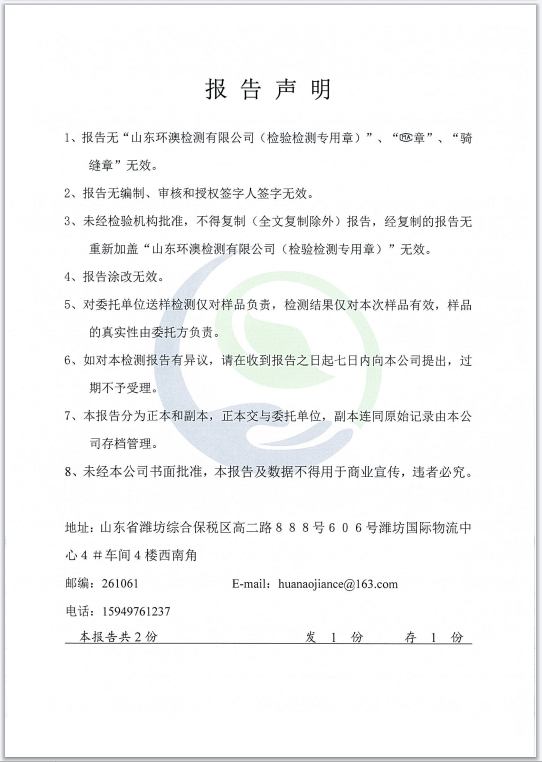 报 告 声 明
1、报告无“山东环澳检测有限公司（检验检测专用章）”、“章”、“骑
缝章”无效。
2、报告无编制、审核和授权签字人签字无效。
3、未经检验机构批准，不得复制（全文复制除外）报告，经复制的报告无
重新加盖“山东环澳检测有限公司（检验检测专用章）”无效。
4、报告涂改无效。
5、对委托单位送样检测仅对样品负责，检测结果仅对本次样品有效，样品
的真实性由委托方负责。
6、如对本检测报告有异议，请在收到报告之日起七日内向本公司提出，过
期不予受理。
7、本报告分为正本和副本，正本交与委托单位，副本连同原始记录由本公
司存档管理。
8、未经本公司书面批准，本报告及数据不得用于商业宣传，违者必究。
地址：山东省潍坊综合保税区高二路８８８号６０６号潍坊国际物流中
心４＃车间４楼西南角
邮编：261061 E-mail：huanaojiance@163.com
电话：15949761237
本报告共２份 发 1 份 存 1 份